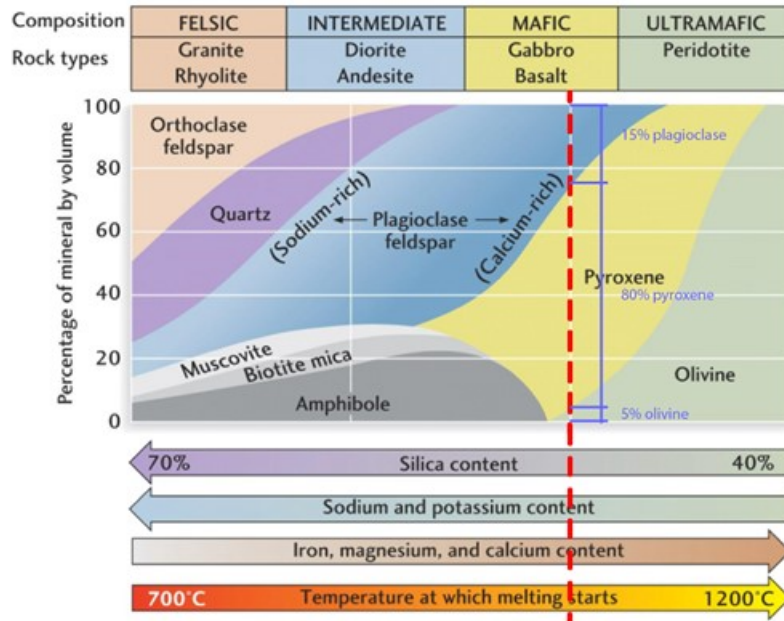 Composition FELSIC INTERMEDIATE MAFIC ULTRAMAFIC
Rock types Granite Diorite Gabbro Peridotite
Rhyolite Andesite Basalt
Percentage of mineral by volume
100
80
60
40
20
0
Orthoclase
feldspar
Quartz
(Sodium-rich)
Plagioclase
feldspar
(Calcium-rich)
15% plagioclase
Pyroxene
80% pyroxene
Muscovite
Biotite mica
Amphibole
Olivine
5% olivine
70% Silica content 40%
Sodium and potassium content
Iron, magnesium, and calcium content
700°C Temperature at which melting starts 1200°C